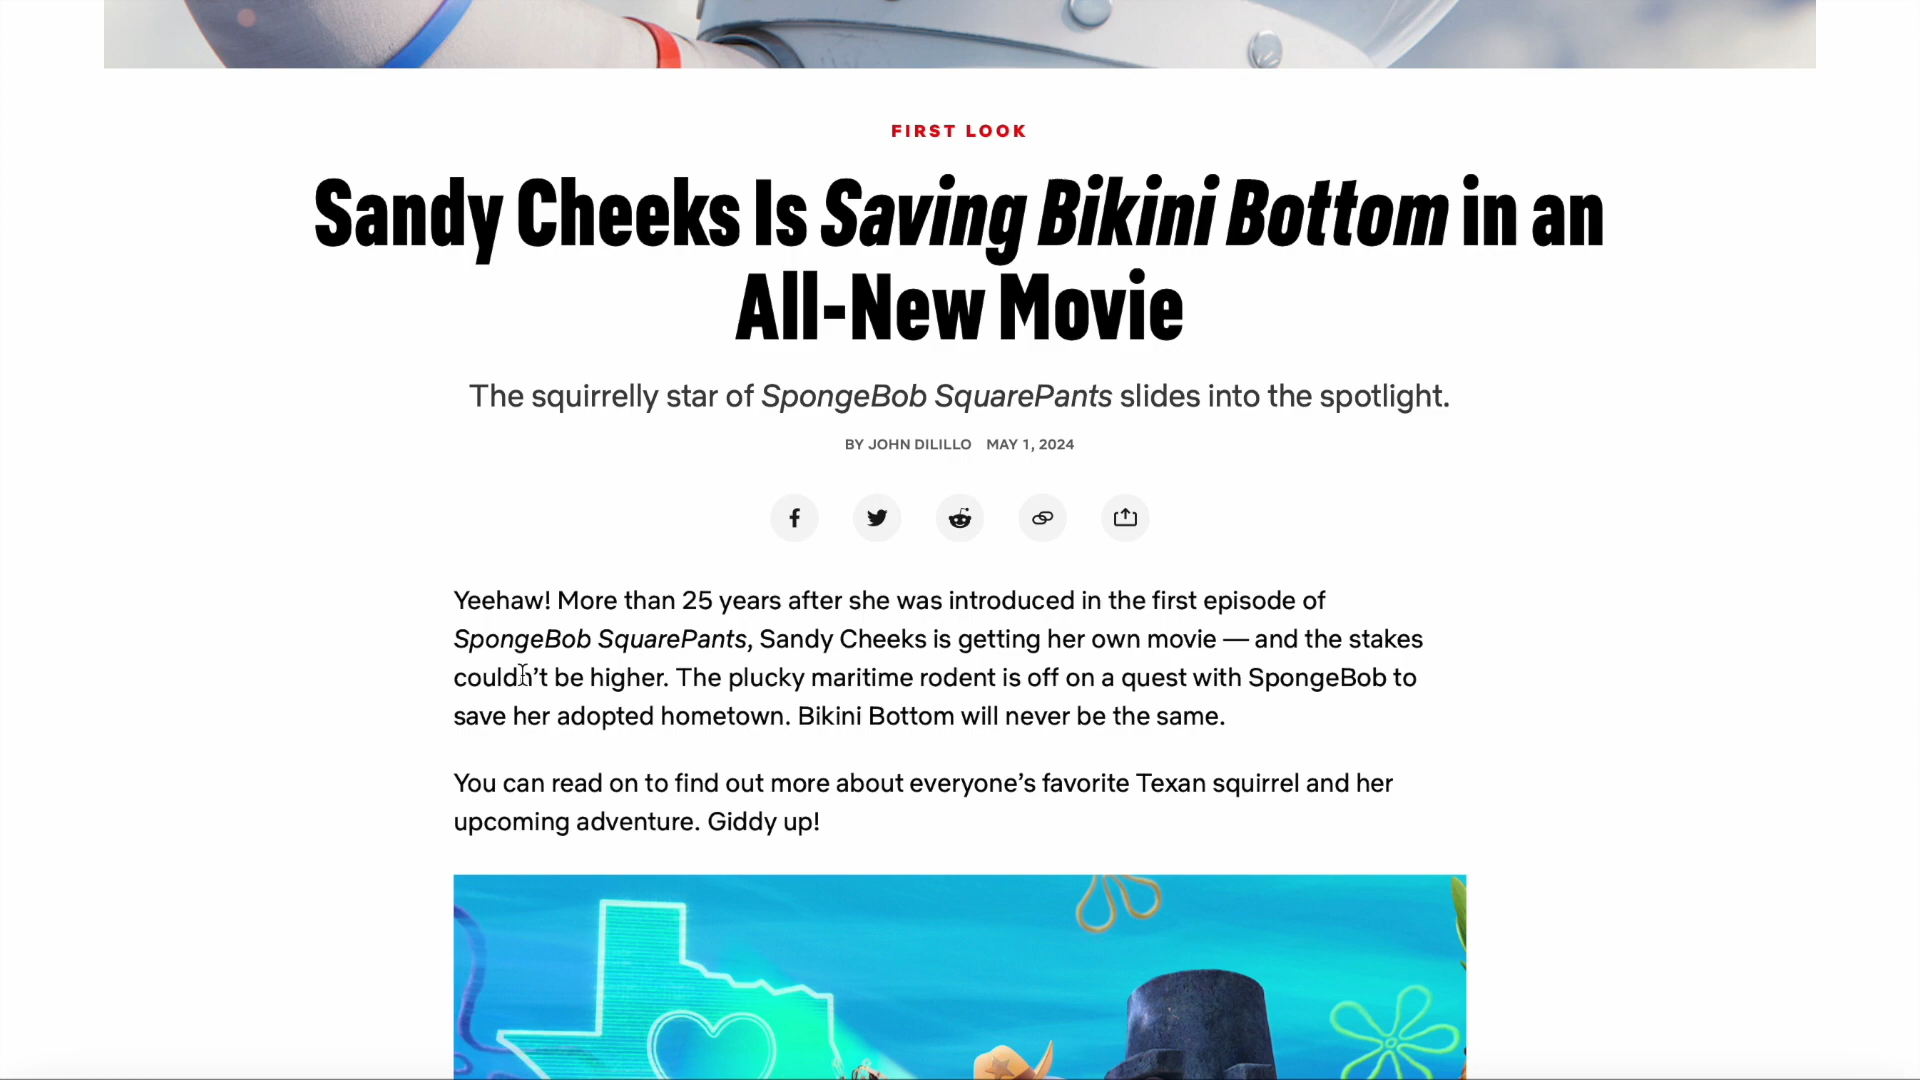 FIRST LOOK
Sandy Cheeks Is Saving Bikini Bottom in an
All-New Movie
The squirrelly star of SpongeBob SquarePants slides into the spotlight.
BY JOHN DILILLO MAY 1, 2024
Yeehaw! More than 25 years after she was introduced in the first episode of
SpongeBob SquarePants, Sandy Cheeks is getting her own movie — and the stakes
couldn’t be higher. The plucky maritime rodent is off on a quest with SpongeBob to
save her adopted hometown. Bikini Bottom will never be the same.
You can read on to find out more about everyone’s favorite Texan squirrel and her
upcoming adventure. Giddy up!